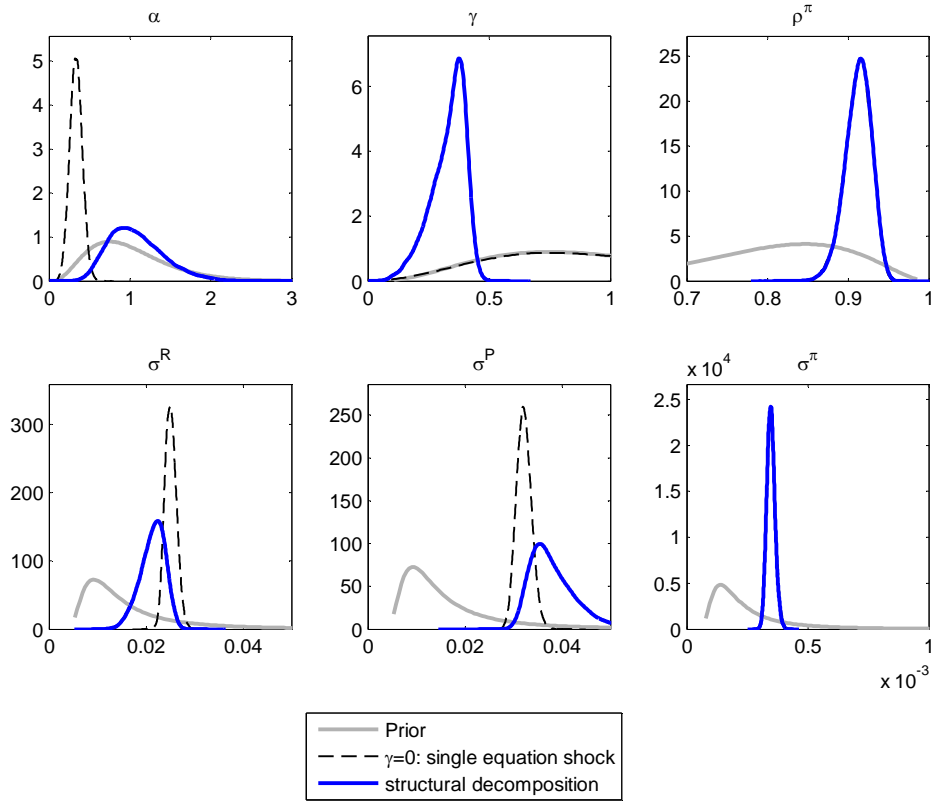 α γ ρ^π
5 6 25
4 20
3 4 15
2 10
1 2 5
0 0 0
0 1 2 3 0 0.5 1 0.7 0.8 0.9 1
σ^R σ^P x 10^4 σ^π
2.5
300 250 2
200 200 1.5
150 1
100 100 0.5
50
0 0 0
0 0.02 0.04 0 0.02 0.04 0 0.5 1
x 10^-3
Prior
γ=0: single equation shock
structural decomposition